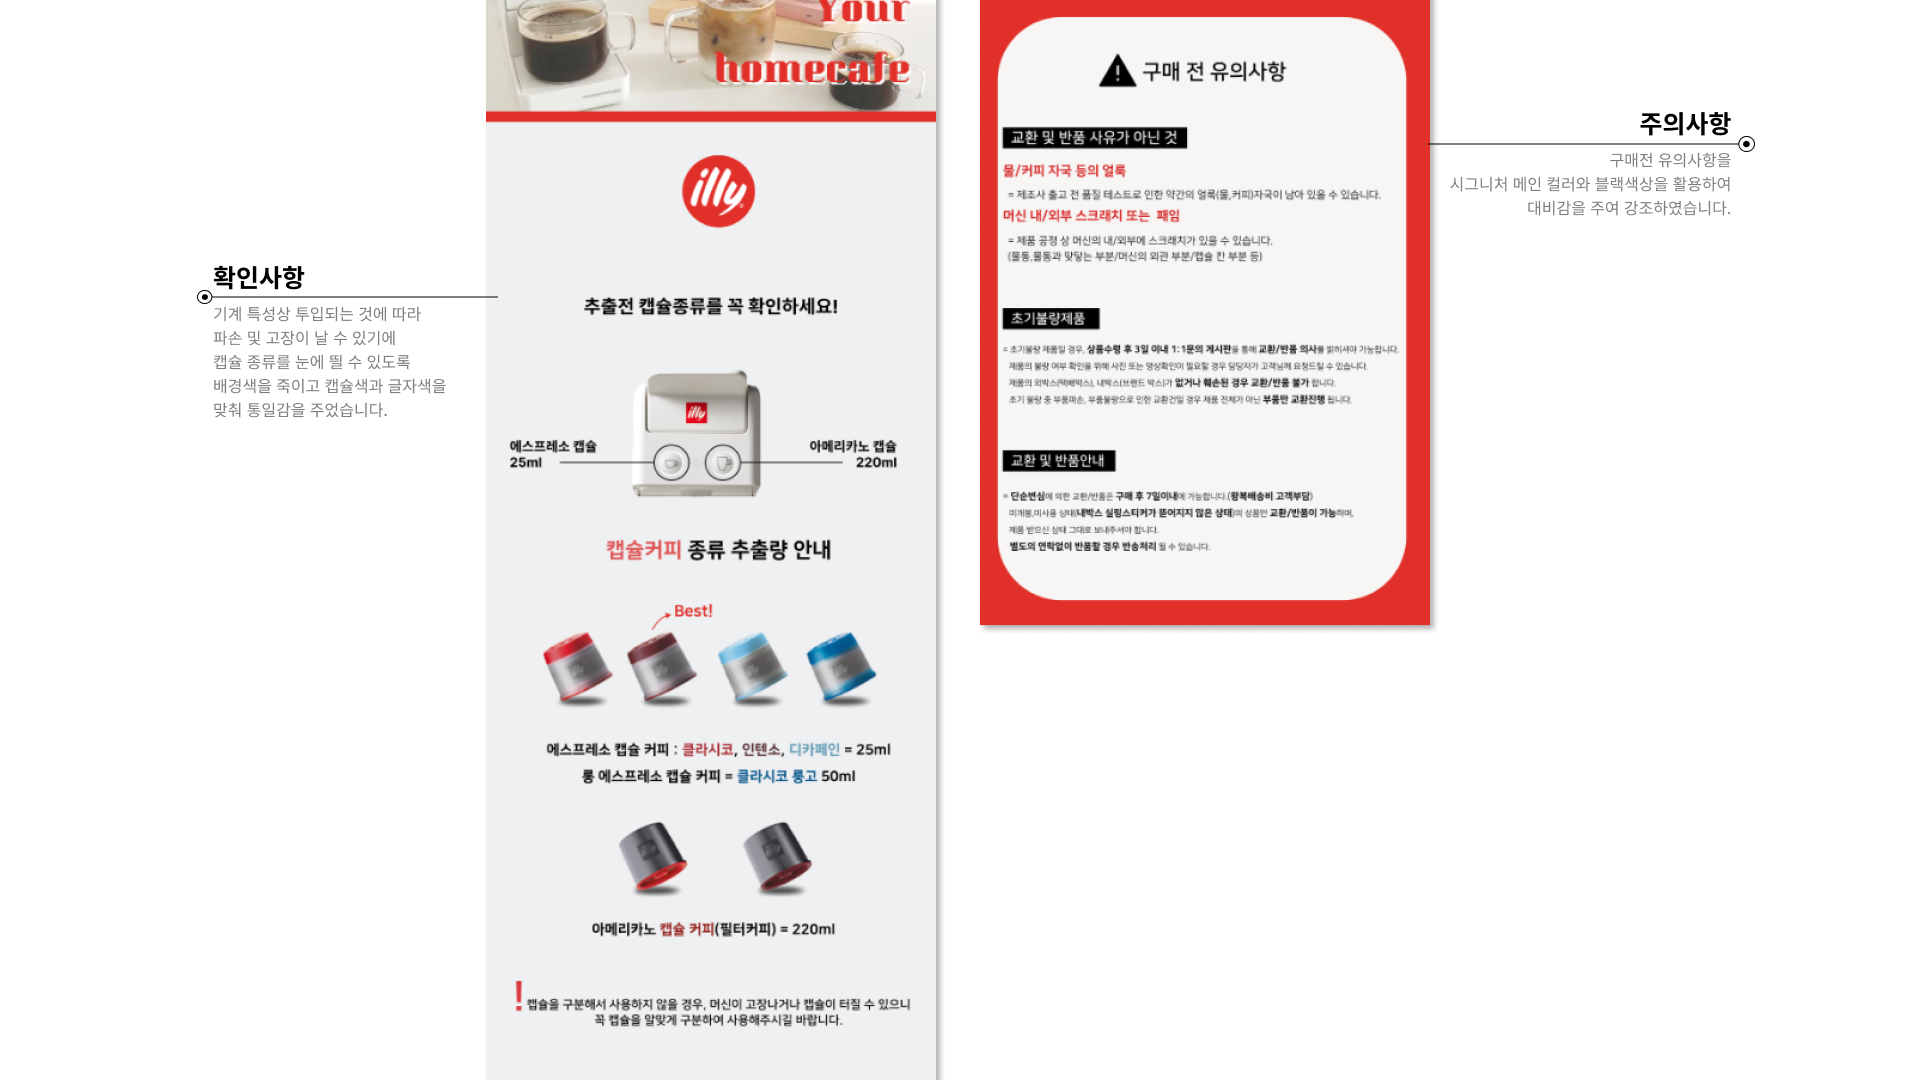 Your
homecafe
illy
확인사항
기계 특성상 투입되는 것에 따라
파손 및 고장이 날 수 있기에
캡슐 종류를 눈에 띌 수 있도록
배경색을 죽이고 캡슐색과 글자색을
맞춰 통일감을 주었습니다.
추출전 캡슐종류를 꼭 확인하세요!
illy
에스프레소 캡슐
25ml
아메리카노 캡슐
220ml
캡슐커피 종류 추출량 안내
Best!
에스프레소 캡슐 커피 : 클라시코, 인텐소, 디카페인 = 25ml
롱 에스프레소 캡슐 커피 = 클라시코 룽고 50ml
아메리카노 캡슐 커피(필터커피) = 220ml
! 캡슐을 구분해서 사용하지 않을 경우, 머신이 고장나거나 캡슐이 터질 수 있으니
꼭 캡슐을 알맞게 구분하여 사용해주시길 바랍니다.
구매 전 유의사항
교환 및 반품 사유가 아닌 것
물/커피 자국 등의 얼룩
= 제조사 출고 전 품질 테스트로 인한 약간의 얼룩(물,커피)자국이 남아 있을 수 있습니다.
머신 내/외부 스크래치 또는 패임
= 제품 공정 상 머신의 내/외부에 스크래치가 있을 수 있습니다.
(물통,물통과 맞닿는 부분/머신의 외관 부분/캡슐 칸 부분 등)
초기불량제품
= 초기불량 제품일 경우, 상품수령 후 3일 이내 1:1문의 게시판을 통해 교환/반품 의사를 밝히셔야 가능합니다.
제품의 불량 여부 확인을 위해 사진 또는 영상확인이 필요할 경우 담당자가 고객님께 요청드릴 수 있습니다.
제품의 외박스(택배박스), 내박스(브랜드 박스)가 없거나 훼손된 경우 교환/반품 불가 합니다.
초기 불량 중 부품파손, 부품불량으로 인한 교환건일 경우 제품 전체가 아닌 부품만 교환진행 됩니다.
교환 및 반품안내
= 단순변심에 의한 교환/반품은 구매 후 7일이내에 가능합니다.(왕복배송비 고객부담)
미개봉,미사용 상태(내박스 실링스티커가 뜯어지지 않은 상태)의 상품만 교환/반품이 가능하며,
제품 받으신 상태 그대로 보내주셔야 합니다.
별도의 연락없이 반품할 경우 반송처리 될 수 있습니다.
주의사항
구매전 유의사항을
시그니처 메인 컬러와 블랙색상을 활용하여
대비감을 주여 강조하였습니다.